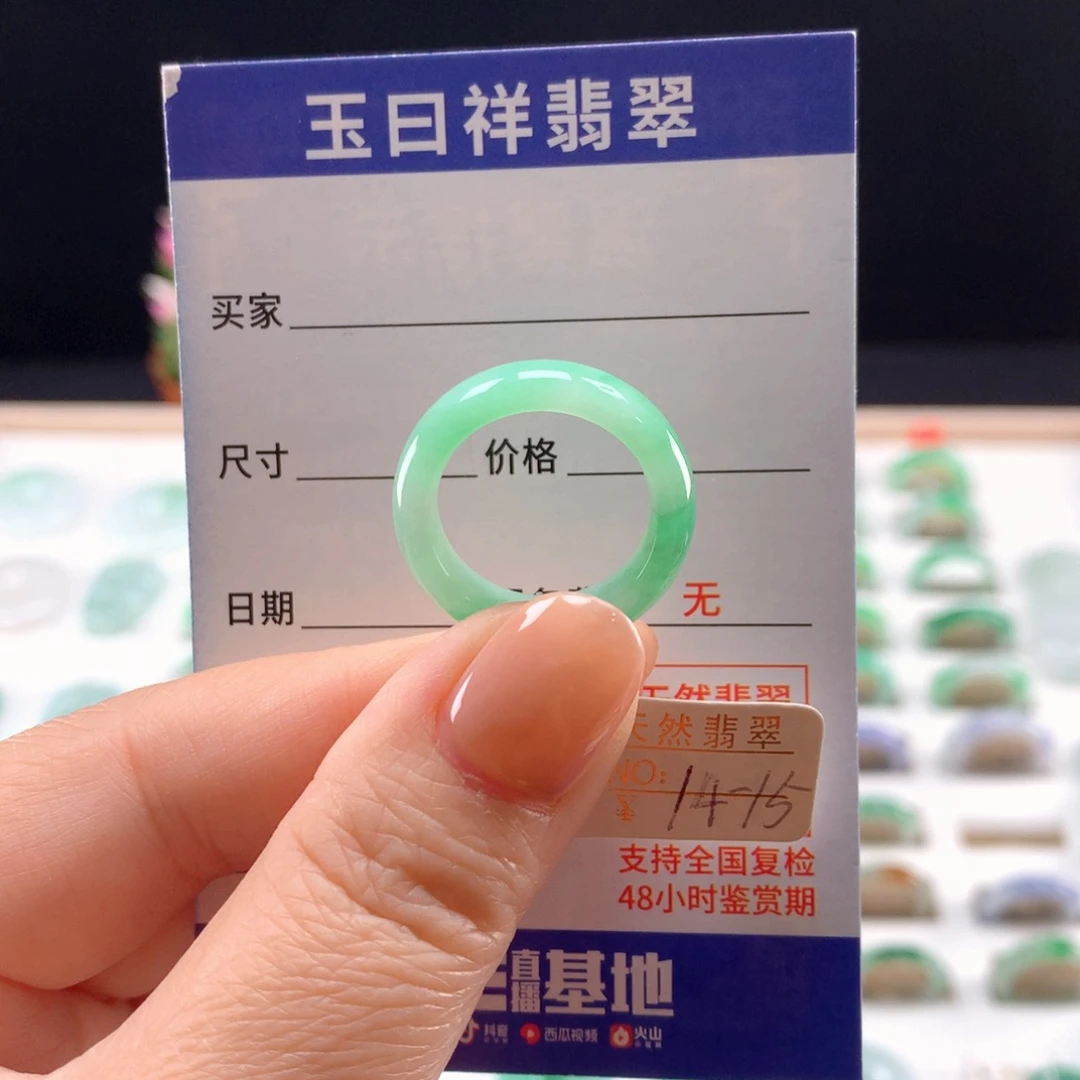 玉曰祥翡翠
买家
尺寸 价格
日期 无
天然翡翠
天然翡翠
NO:
¥ 14-15
支持全国复检
48小时鉴赏期
直播基地
抖音 西瓜视频 火山